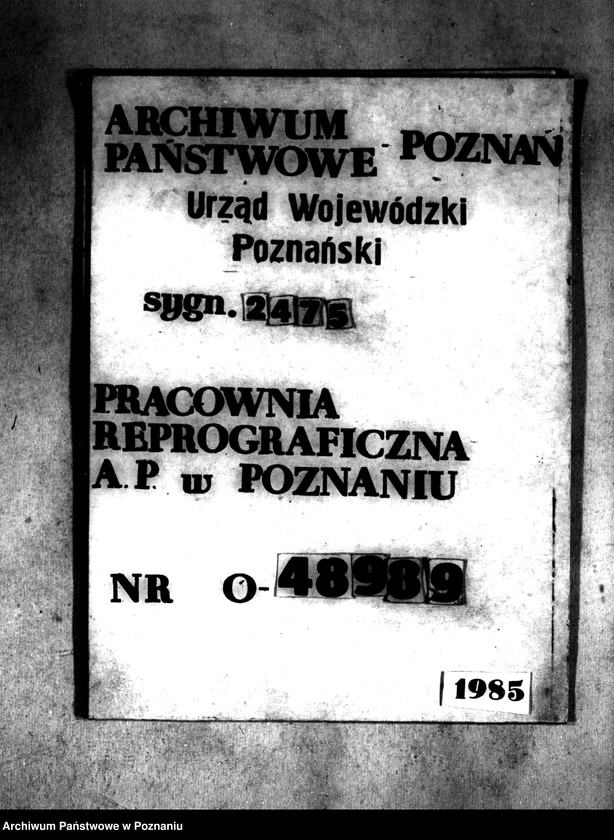 ARCHIWUM
PAŃSTWOWE - POZNAŃ
Urząd Wojewódzki
Poznański
sygn. 2475
PRACOWNIA
REPROGRAFICZNA
A.P. w POZNANIU
NR O-48989
1985
Archiwum Państwowe w Poznaniu